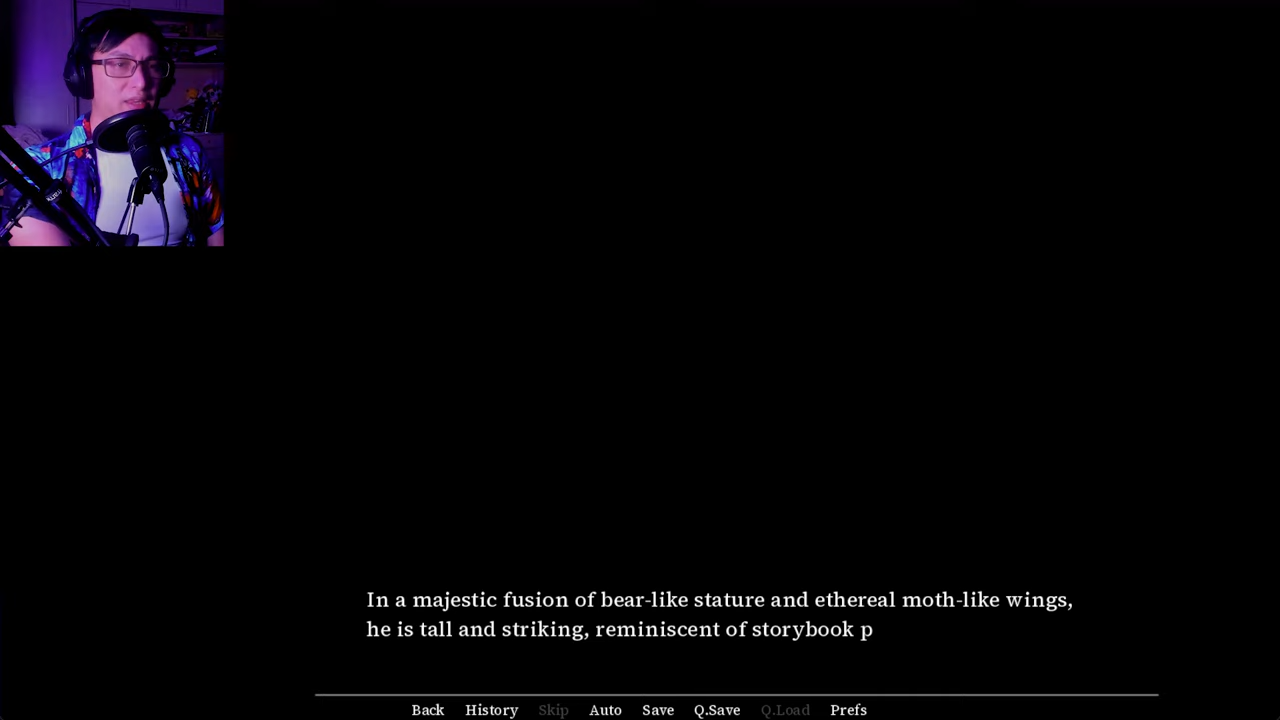 In a majestic fusion of bear-like stature and ethereal moth-like wings,
he is tall and striking, reminiscent of storybook p
Back History Skip Auto Save Q.Save Q.Load Prefs